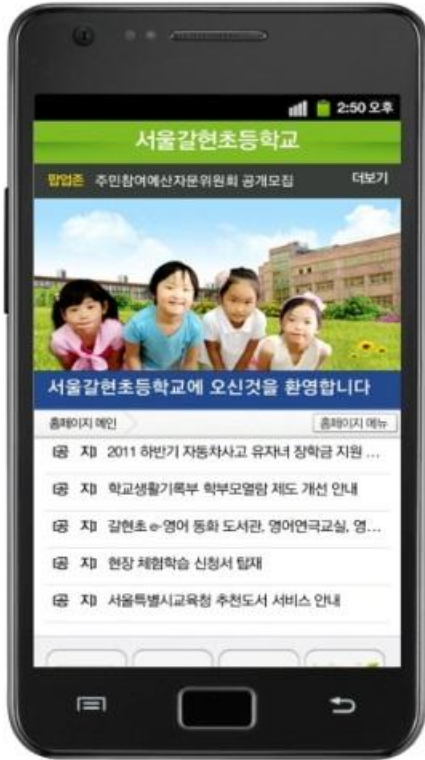 2:50 오후
서울갈현초등학교
팝업존 주민참여예산자문위원회 공개모집 더보기
서울갈현초등학교에 오신것을 환영합니다
홈페이지 메인 홈페이지 메뉴
[공 지] 2011 하반기 자동차사고 유자녀 장학금 지원 ...
[공 지] 학교생활기록부 학부모열람 제도 개선 안내
[공 지] 갈현초 e-영어 동화 도서관, 영어연극교실, 영...
[공 지] 현장 체험학습 신청서 탑재
[공 지] 서울특별시교육청 추천도서 서비스 안내